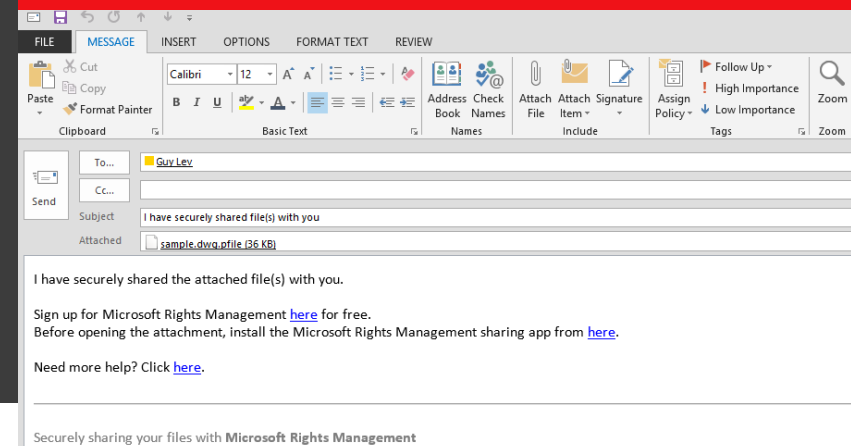 FILE MESSAGE INSERT OPTIONS FORMAT TEXT REVIEW
Paste
Cut
Copy
Format Painter
Clipboard
Calibri 12 A A
B I U aby A
Basic Text
Address Book
Check Names
Names
Attach File
Attach Item
Signature
Include
Assign Policy
Follow Up
! High Importance
Low Importance
Tags
Zoom
Zoom
Send
To... Guy Lev
Cc...
Subject I have securely shared file(s) with you
Attached sample.dwg.pfile (36 KB)
I have securely shared the attached file(s) with you.
Sign up for Microsoft Rights Management here for free.
Before opening the attachment, install the Microsoft Rights Management sharing app from here.
Need more help? Click here.
Securely sharing your files with Microsoft Rights Management